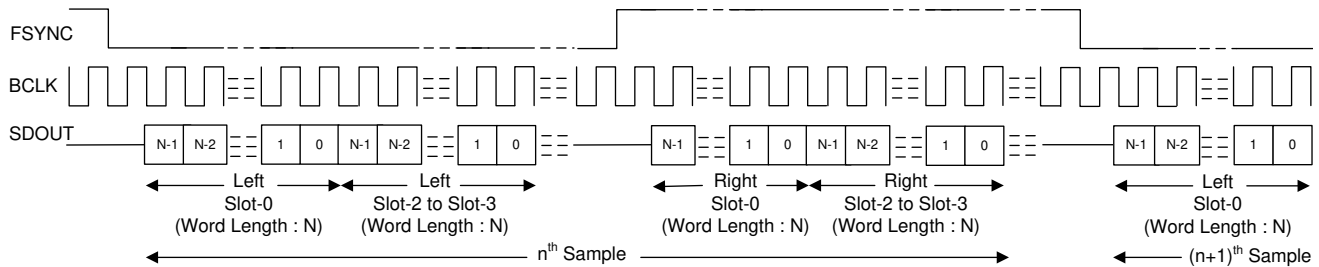 FSYNC
BCLK
SDOUT
N-1 N-2 1 0 N-1 N-2 1 0 N-1 1 0 N-1 N-2 1 0 N-1 N-2 1 0
Left Left Right Right Left
Slot-0 Slot-2 to Slot-3 Slot-0 Slot-2 to Slot-3 Slot-0
(Word Length : N) (Word Length : N) (Word Length : N) (Word Length : N) (Word Length : N)
nth Sample (n+1)th Sample